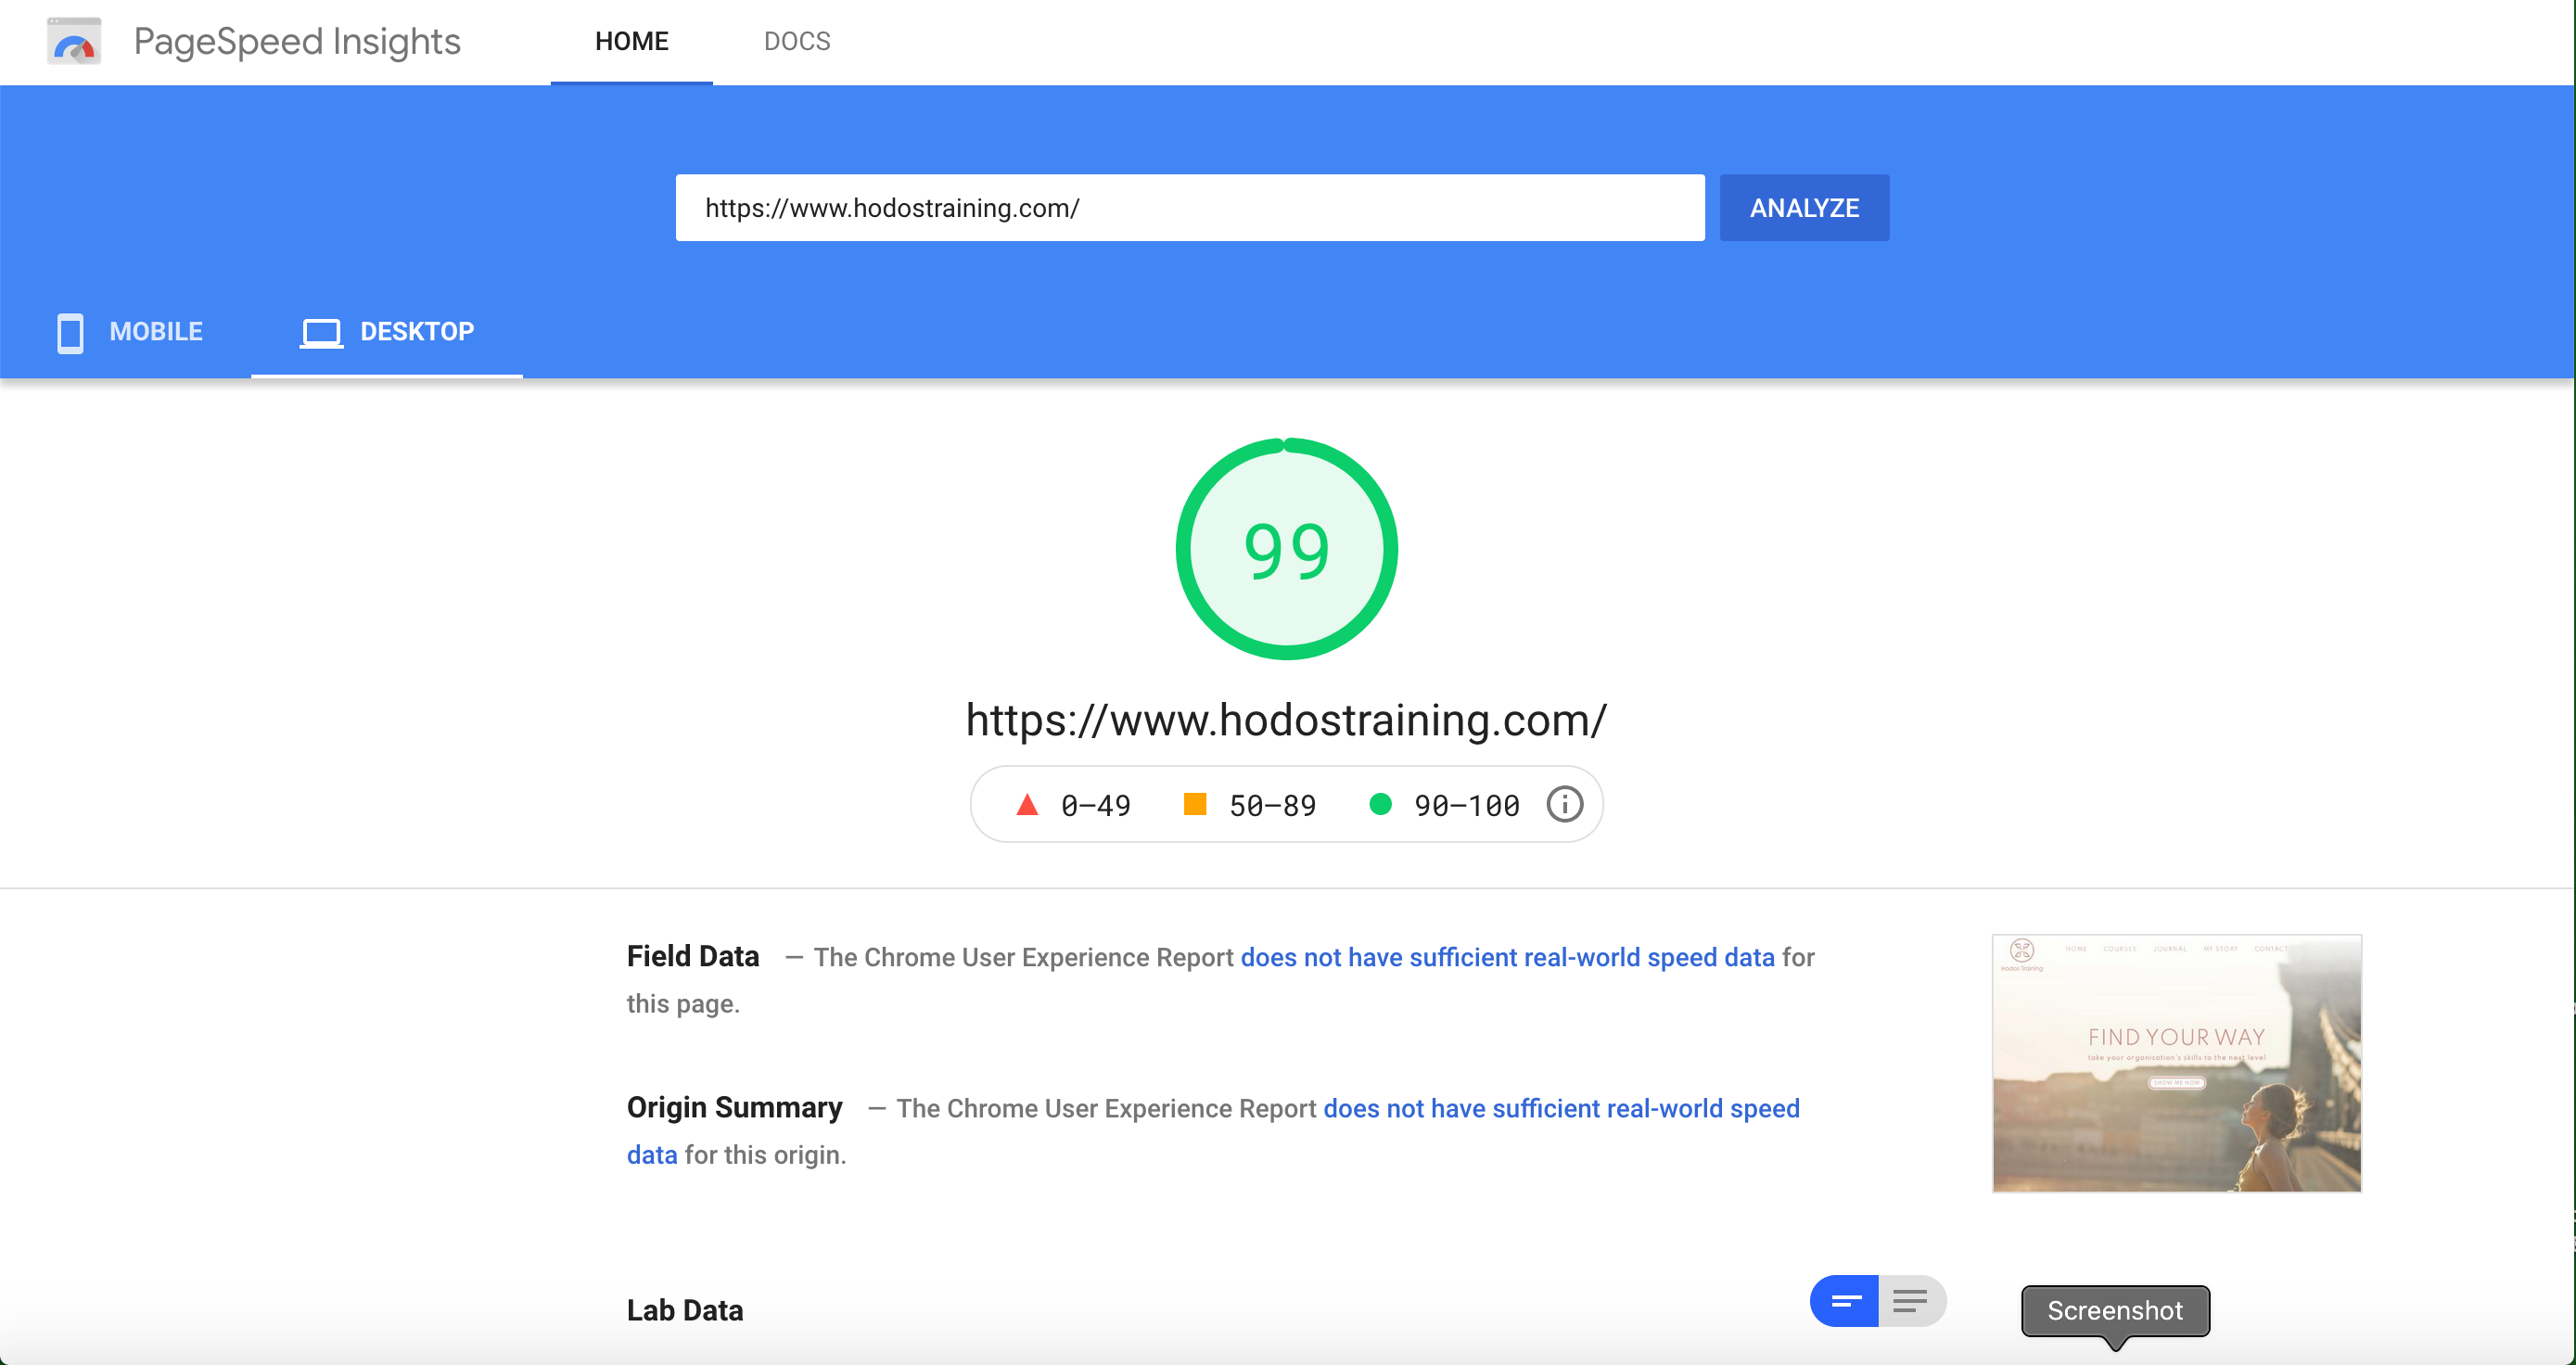 PageSpeed Insights
HOME
DOCS
https://www.hodostraining.com/
ANALYZE
MOBILE
DESKTOP
99
https://www.hodostraining.com/
0–49
50–89
90–100
Field Data — The Chrome User Experience Report does not have sufficient real-world speed data for
this page.
Origin Summary — The Chrome User Experience Report does not have sufficient real-world speed
data for this origin.
Hodos Training
HOME COURSES JOURNAL MY STORY CONTACT
FIND YOUR WAY
take your organisation's skills to the next level
SHOW ME HOW
Lab Data
Screenshot